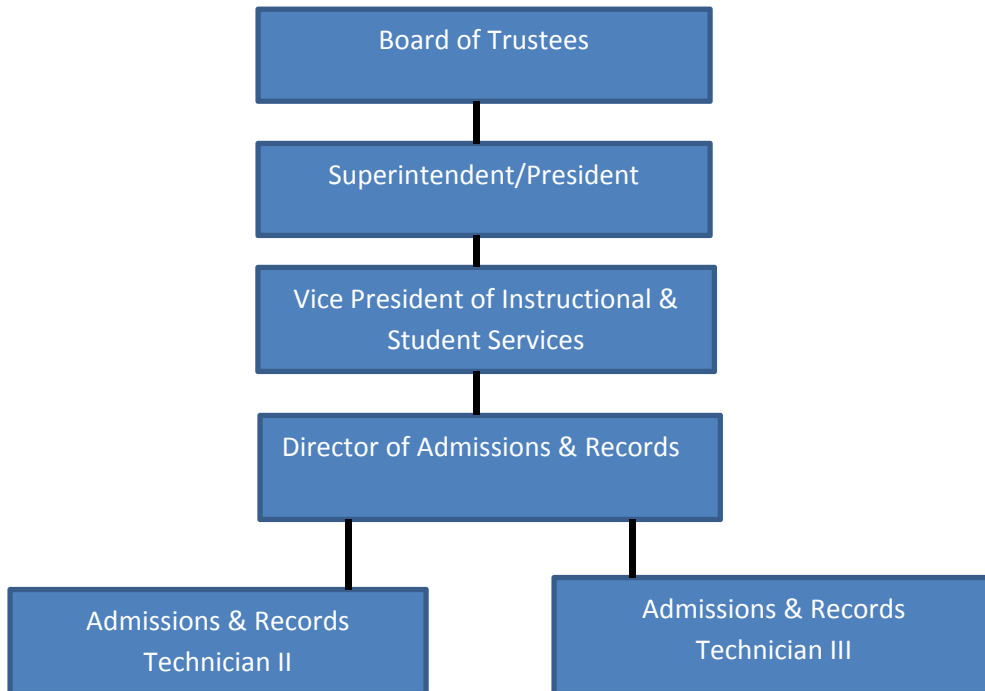 Board of Trustees
Superintendent/President
Vice President of Instructional &
Student Services
Director of Admissions & Records
Admissions & Records
Technician II
Admissions & Records
Technician III